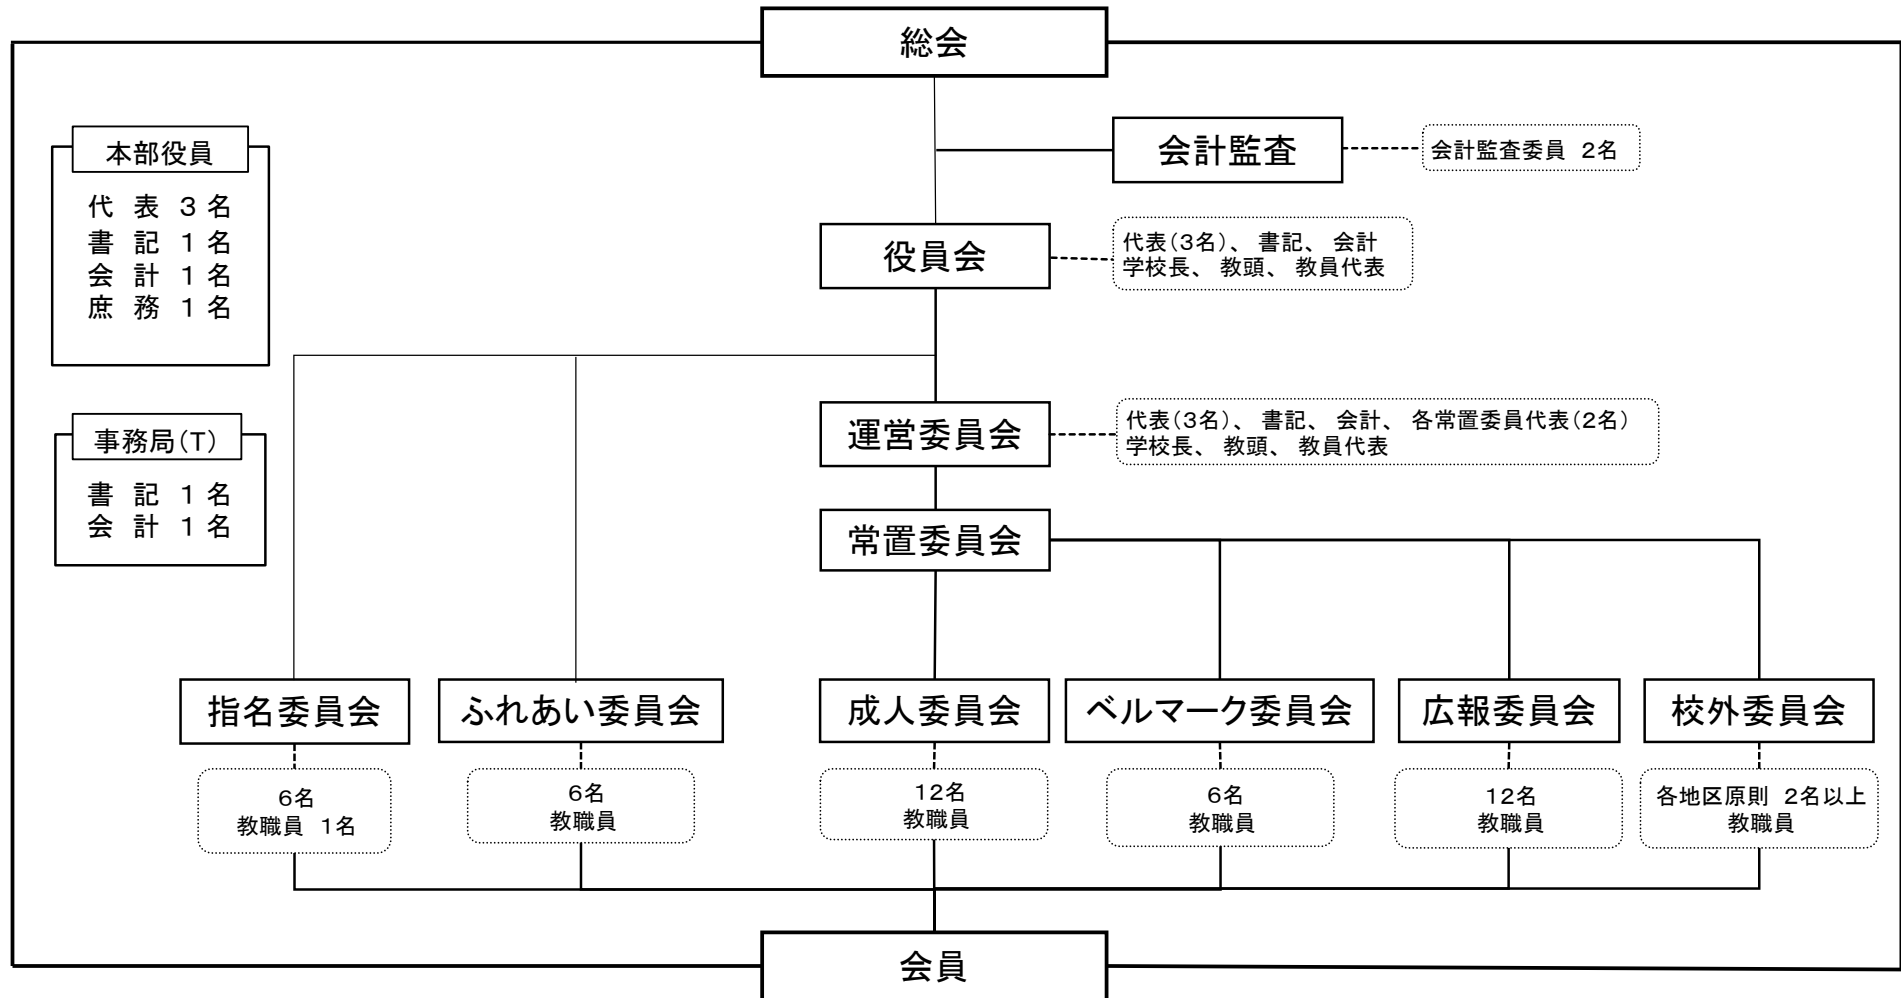 総会
会計監査
会計監査委員 2名
本部役員
代 表 3 名
書 記 1 名
会 計 1 名
庶 務 1 名
役員会
代表(3名)、 書記、 会計
学校長、 教頭、 教員代表
事務局(T)
書 記 1 名
会 計 1 名
運営委員会
代表(3名)、 書記、 会計、 各常置委員代表(2名)
学校長、 教頭、 教員代表
常置委員会
指名委員会
ふれあい委員会
成人委員会
ベルマーク委員会
広報委員会
校外委員会
6名
教職員 1名
6名
教職員
12名
教職員
6名
教職員
12名
教職員
各地区原則 2名以上
教職員
会員